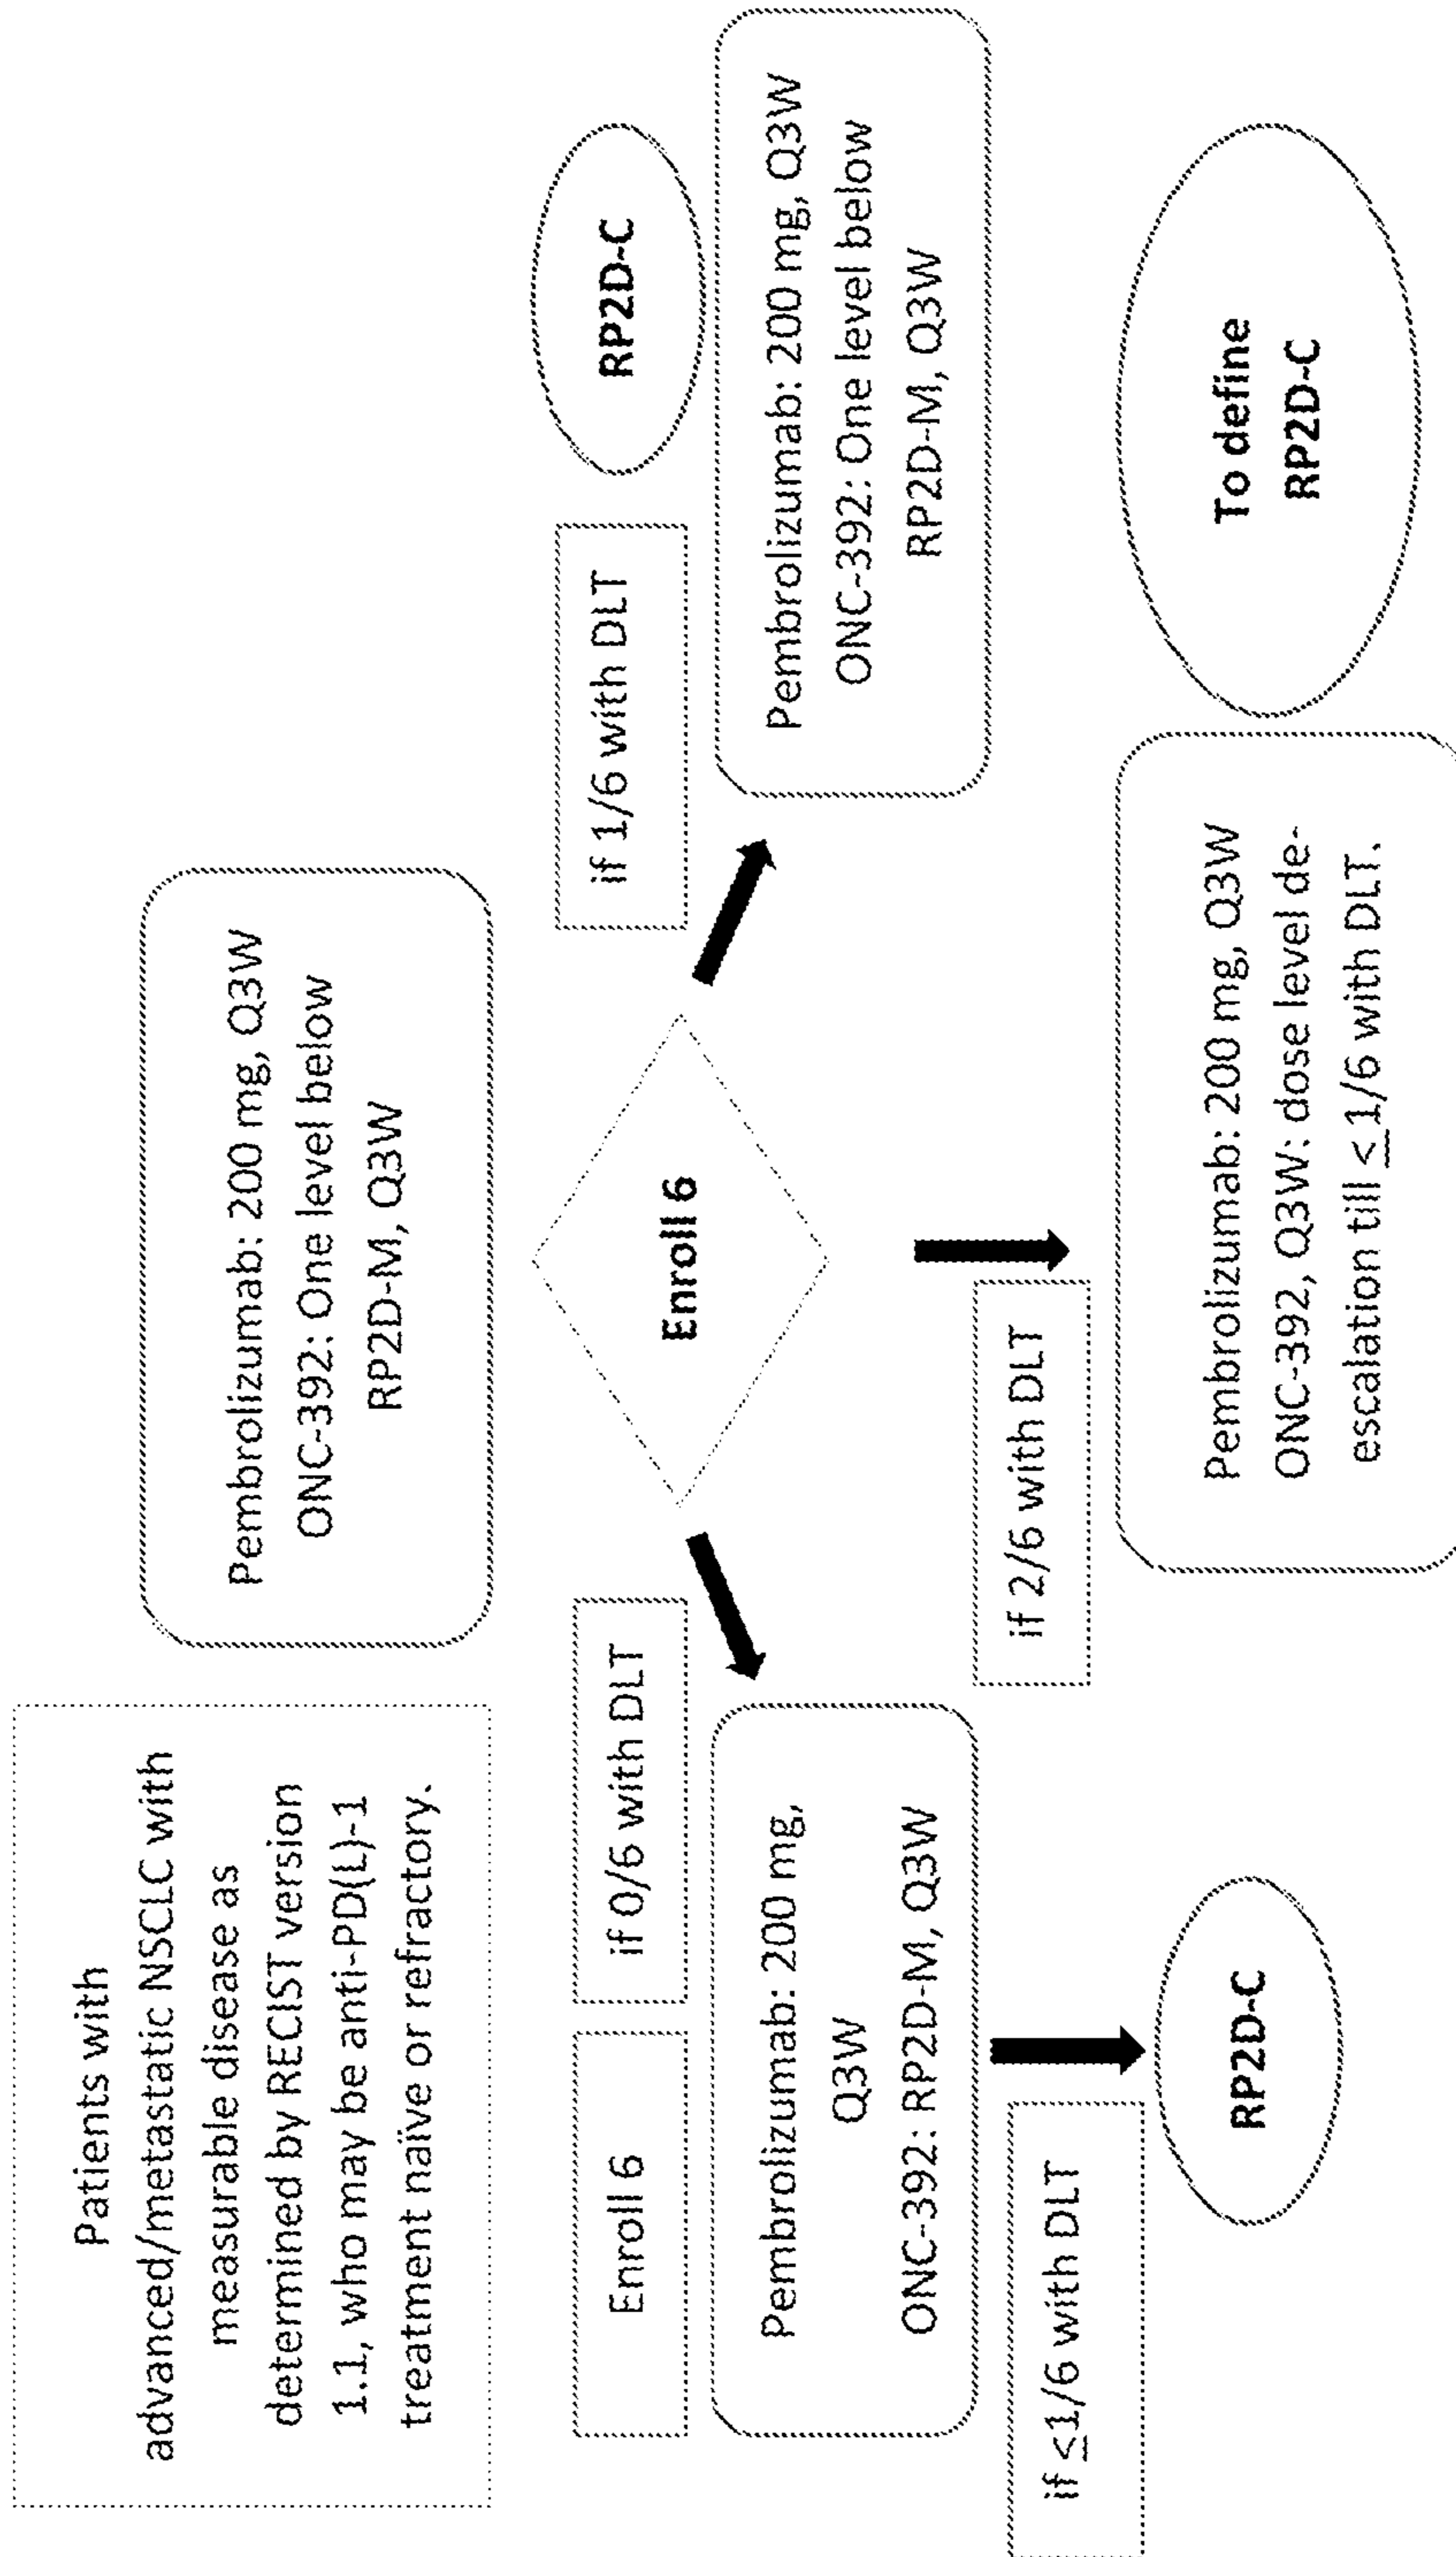 Patients with
advanced/metastatic NSCLC with
measurable disease as
determined by RECIST version
1.1, who may be anti-PD(L)-1
treatment naïve or refractory.
Pembrolizumab: 200 mg, Q3W
ONC-392: One level below
RP2D-M, Q3W
Enroll 6
if 0/6 with DLT
Enroll 6
if 1/6 with DLT
RP2D-C
Pembrolizumab: 200 mg,
Q3W
ONC-392: RP2D-M, Q3W
Pembrolizumab: 200 mg, Q3W
ONC-392: One level below
RP2D-M, Q3W
if ≤1/6 with DLT
RP2D-C
if 2/6 with DLT
Pembrolizumab: 200 mg, Q3W
ONC-392, Q3W: dose level de-
escalation till ≤ 1/6 with DLT.
To define
RP2D-C